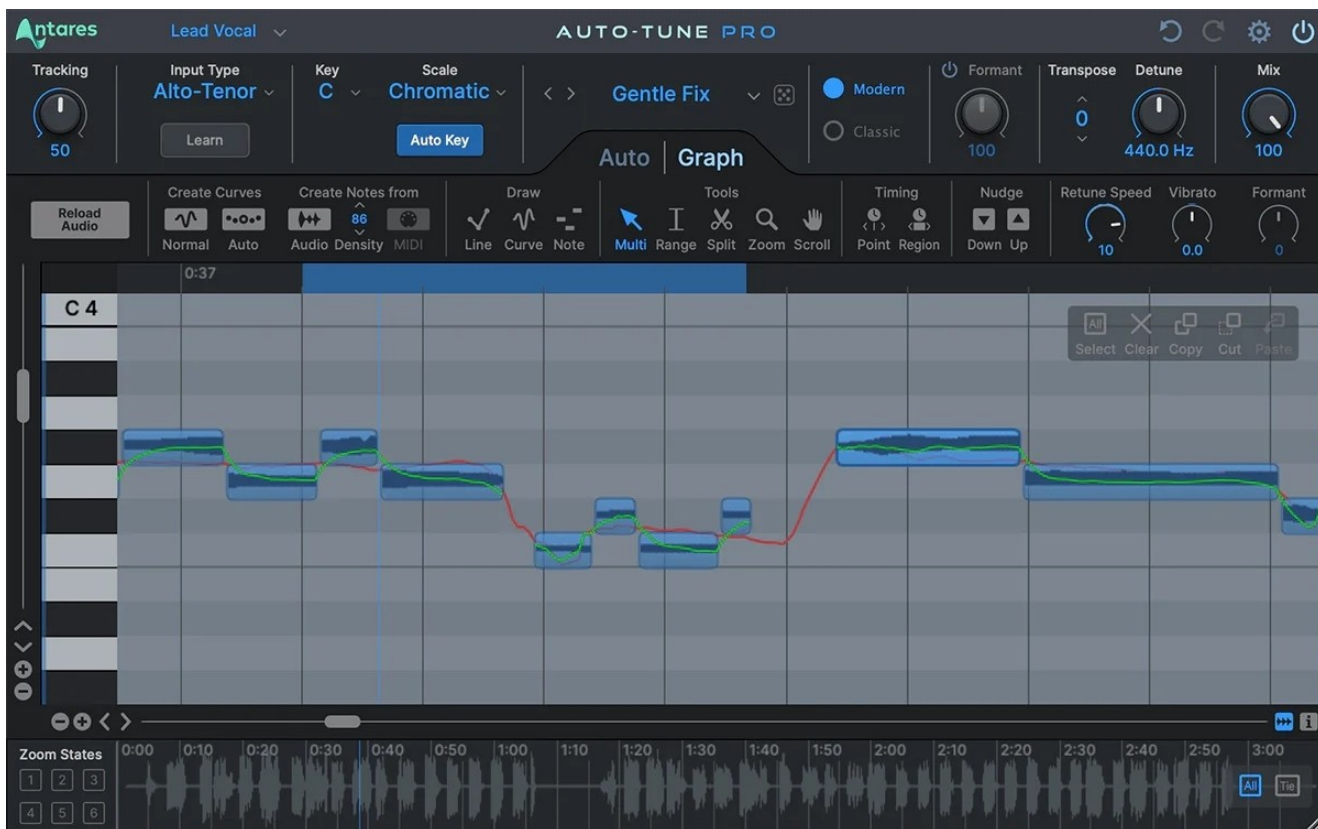 Antares Lead Vocal AUTO-TUNE PRO
Tracking Input Type Key Scale Formant Transpose Detune Mix
Alto-Tenor C Chromatic Gentle Fix Modern
Learn Auto Key Classic
50 100 0 440.0 Hz 100
Auto Graph
Create Curves Create Notes from Draw Tools Timing Nudge Retune Speed Vibrato Formant
Reload
Audio
86
Normal Auto Audio Density MIDI Line Curve Note Multi Range Split Zoom Scroll Point Region Down Up 10 0.0 0
0:37
C 4
All
Select Clear Copy Cut Paste
Zoom States 0:00 0:10 0:20 0:30 0:40 0:50 1:00 1:10 1:20 1:30 1:40 1:50 2:00 2:10 2:20 2:30 2:40 2:50 3:00
1 2 3 All Tie
4 5 6